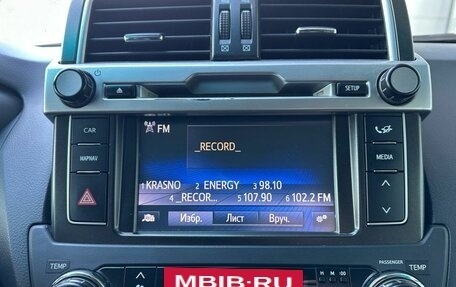 SETUP
CAR
FM
MAP NAV
_RECORD_
MEDIA
1 KRASNO 2 ENERGY 3 98.10
4 _RECOR... 5 107.90 6 102.2 FM
Избр. Лист Вруч.
TEMP
PASSENGER
TEMP
MBIB.RU